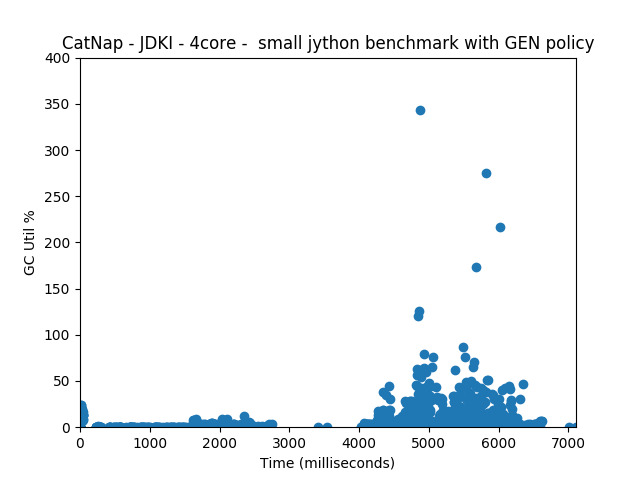 CatNap - JDKI - 4core -  small jython benchmark with GEN policy
400
350
300
250
200
150
100
50
0
GC Util %
0 1000 2000 3000 4000 5000 6000 7000
Time (milliseconds)